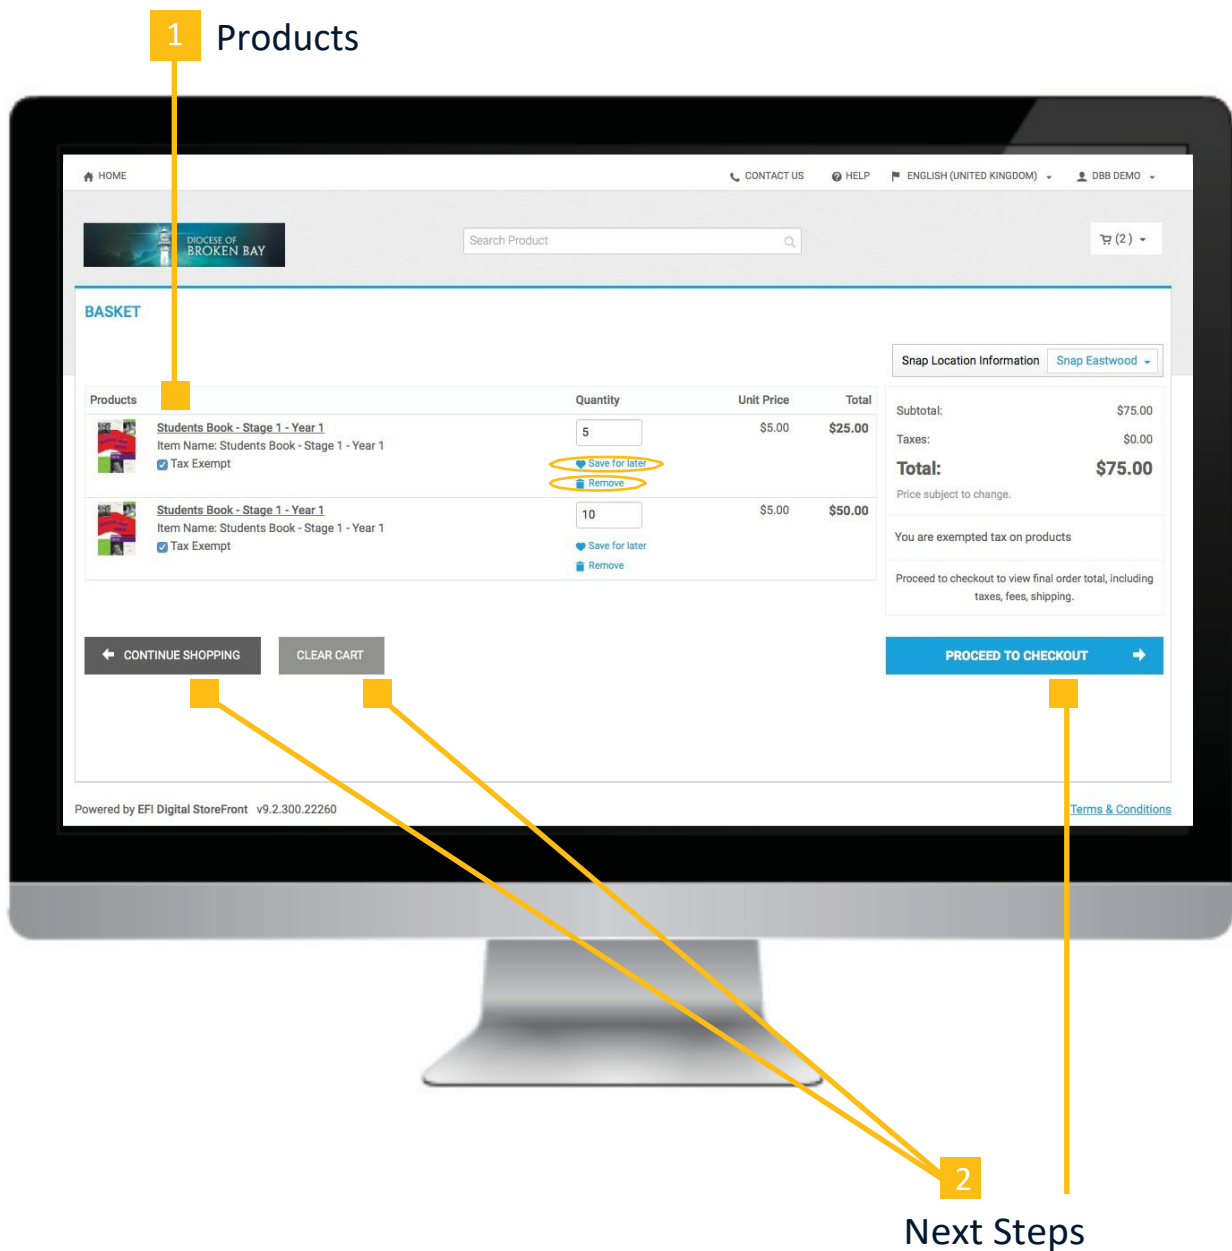 1 Products
HOME CONTACT US HELP ENGLISH (UNITED KINGDOM) DBB DEMO
DIOCESE OF
BROKEN BAY
Search Product
(2)
BASKET
Snap Location Information Snap Eastwood
Products Quantity Unit Price Total
Students Book - Stage 1 - Year 1 5 $5.00 $25.00
Item Name: Students Book - Stage 1 - Year 1
Tax Exempt Save for later
Remove
Students Book - Stage 1 - Year 1 10 $5.00 $50.00
Item Name: Students Book - Stage 1 - Year 1
Tax Exempt Save for later
Remove
Subtotal: $75.00
Taxes: $0.00
Total: $75.00
Price subject to change.
You are exempted tax on products
Proceed to checkout to view final order total, including
taxes, fees, shipping.
CONTINUE SHOPPING CLEAR CART PROCEED TO CHECKOUT
Powered by EFI Digital StoreFront v9.2.300.22260 Terms & Conditions
2
Next Steps